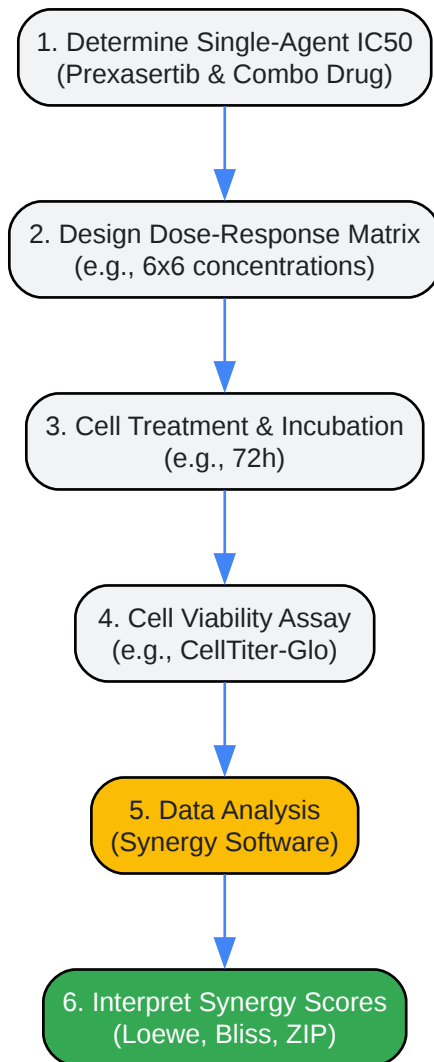 1. Determine Single-Agent IC50
(Prexasertib & Combo Drug)
2. Design Dose-Response Matrix
(e.g., 6x6 concentrations)
3. Cell Treatment & Incubation
(e.g., 72h)
4. Cell Viability Assay
(e.g., CellTiter-Glo)
5. Data Analysis
(Synergy Software)
6. Interpret Synergy Scores
(Loewe, Bliss, ZIP)